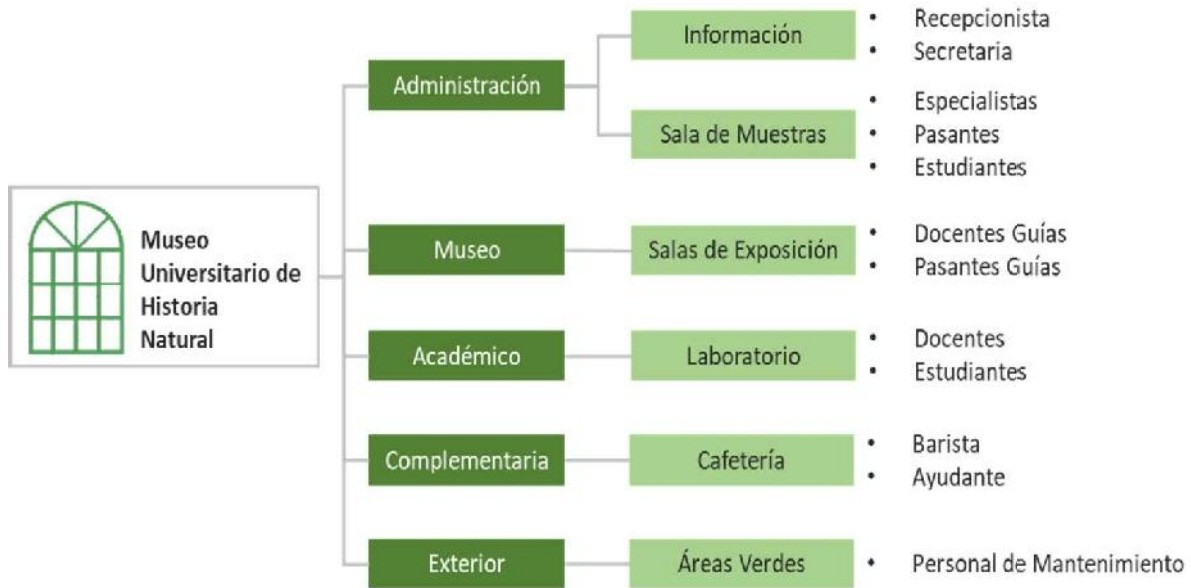 Museo
Universitario de
Historia
Natural
Administración
Información
• Recepcionista
• Secretaria
Sala de Muestras
• Especialistas
• Pasantes
• Estudiantes
Museo
Salas de Exposición
• Docentes Guías
• Pasantes Guías
Académico
Laboratorio
• Docentes
• Estudiantes
Complementaria
Cafetería
• Barista
• Ayudante
Exterior
Áreas Verdes
• Personal de Mantenimiento